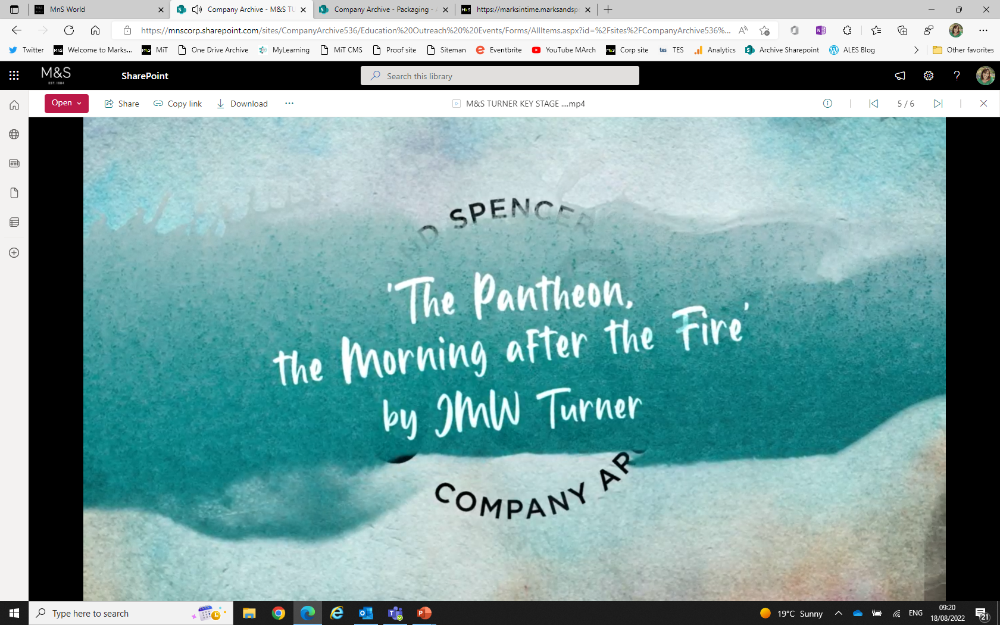 MnS World
Company Archive - M&S TU
Company Archive - Packaging -
https://marksintime.marksandsp
https://mnscorp.sharepoint.com/sites/CompanyArchive536/Education%20Outreach%20%20Events/Forms/AllItems.aspx?id=%2Fsites%2FCompanyArchive536%...
Twitter
M&S Welcome to Marks...
M&S MiT
One Drive Archive
MyLearning
MiT CMS
Proof site
Siteman
Eventbrite
YouTube MArch
M&S Corp site
tes TES
Analytics
Archive Sharepoint
ALES Blog
Other favorites
M&S
EST. 1884
SharePoint
Search this library
Open
Share
Copy link
Download
...
M&S TURNER KEY STAGE ....mp4
5 / 6
ND SPENCER
'The Pantheon,
the Morning after the Fire'
by JMW Turner
COMPANY AR
Type here to search
19°C Sunny
ENG
09:20
18/08/2022
21